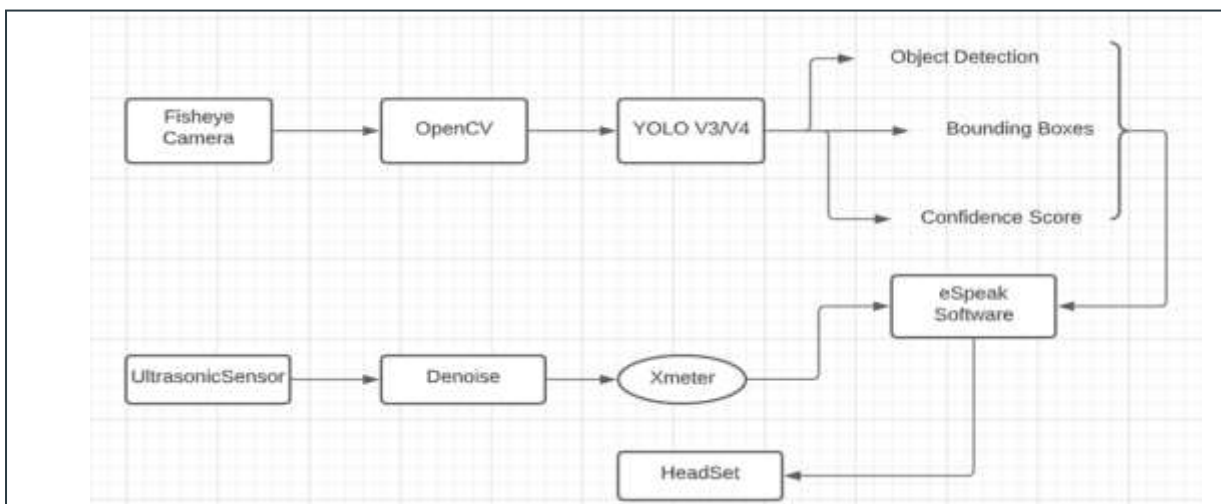 Object Detection
Fisheye
Camera
OpenCV
YOLO V3/V4
Bounding Boxes
Confidence Score
eSpeak
Software
UltrasonicSensor
Denoise
Xmeter
HeadSet